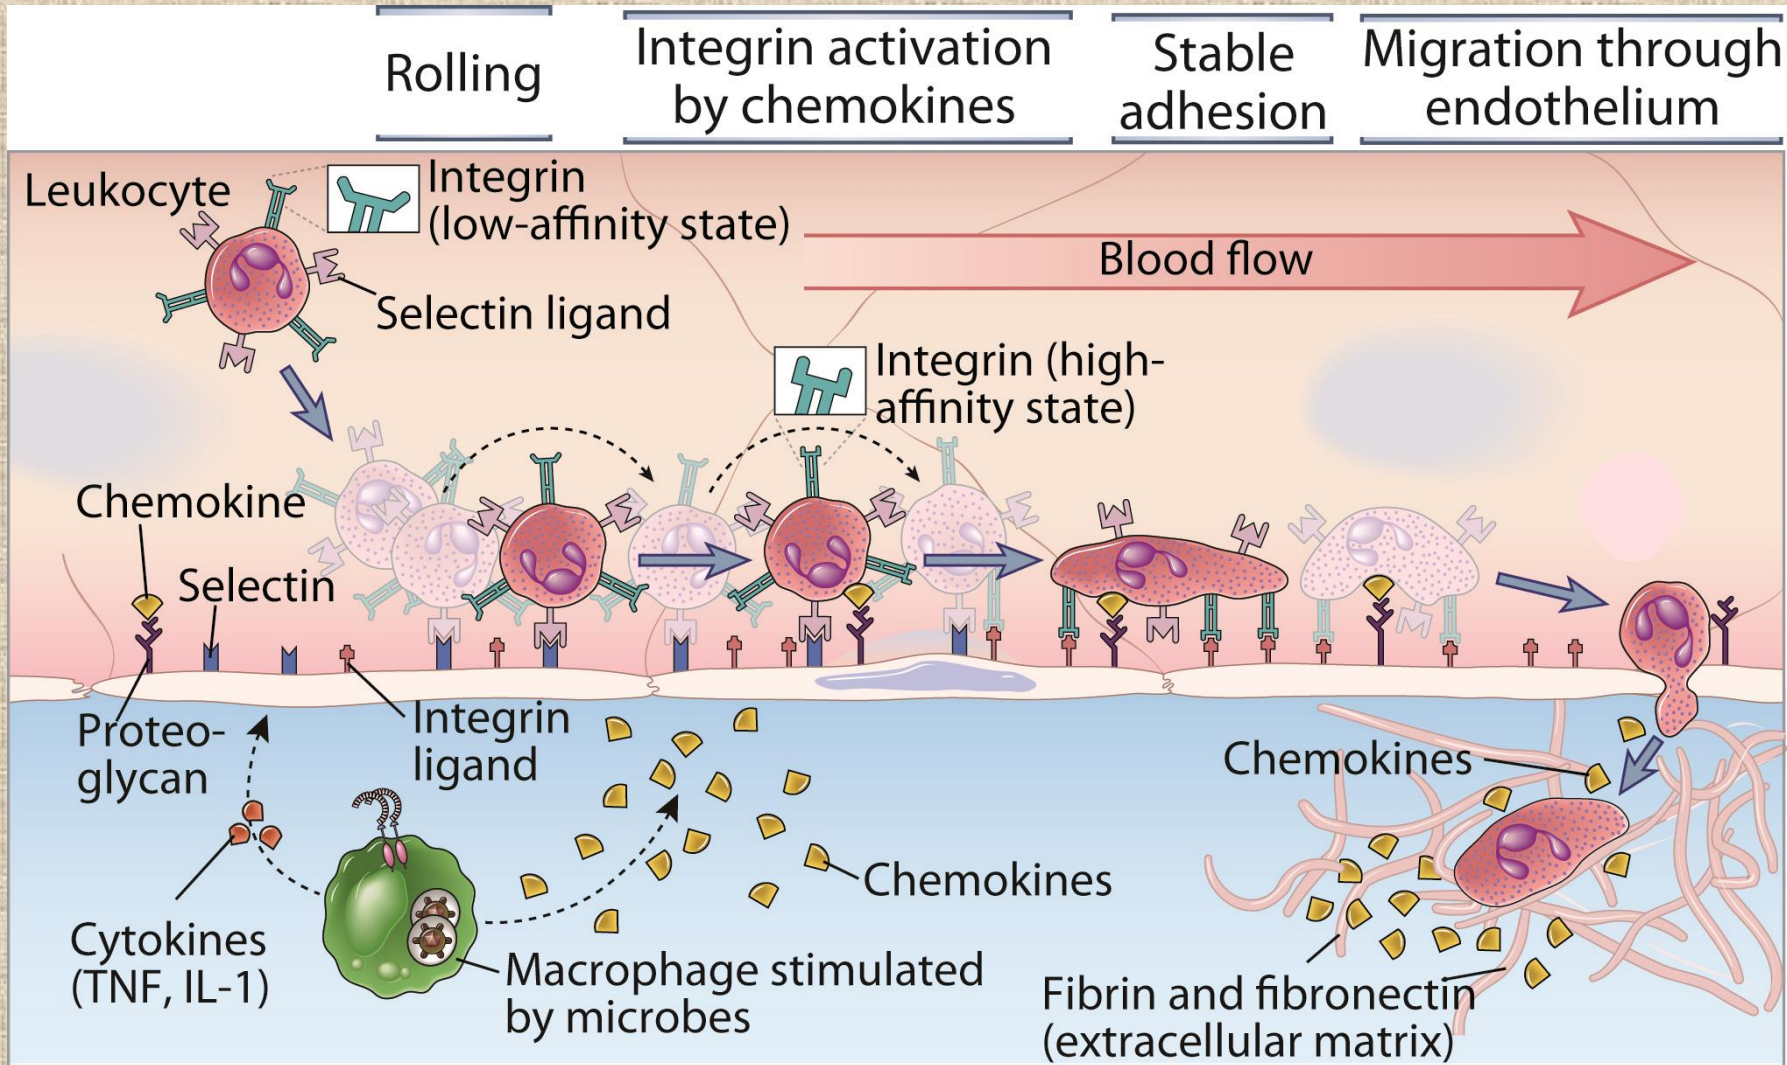 Rolling
Integrin activation
by chemokines
Stable
adhesion
Migration through
endothelium
Leukocyte
Integrin
(low-affinity state)
Blood flow
Selectin ligand
Integrin (high-
affinity state)
Chemokine
Selectin
Proteo-
glycan
Integrin
ligand
Chemokines
Chemokines
Cytokines
(TNF, IL-1)
Macrophage stimulated
by microbes
Fibrin and fibronectin
(extracellular matrix)